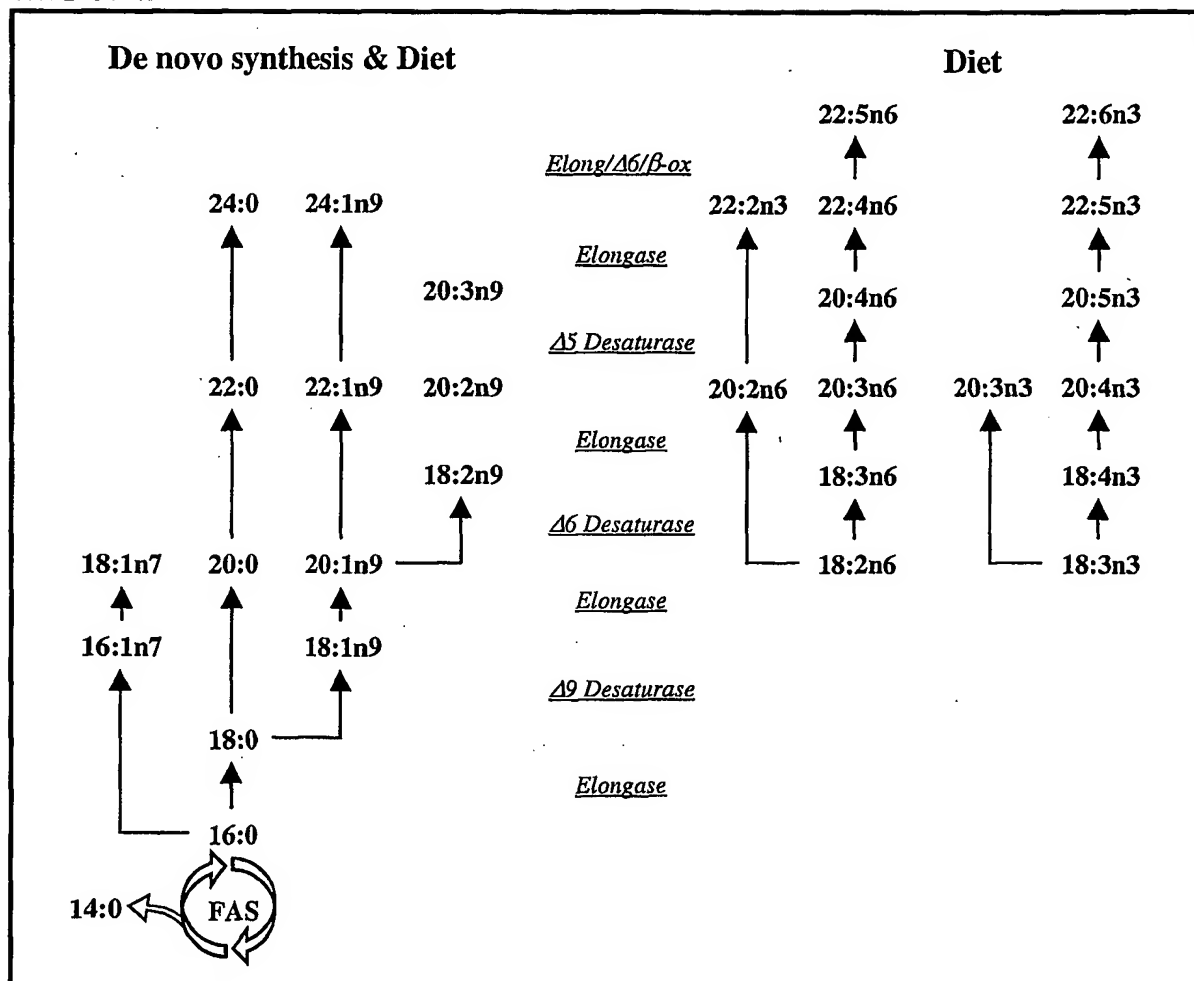 De novo synthesis & Diet
Diet
22:5n6 22:6n3
Elong/Δ6/β-ox
24:0 24:1n9 22:2n3 22:4n6 22:5n3
Elongase
20:3n9 20:4n6 20:5n3
Δ5 Desaturase
22:0 22:1n9 20:2n9 20:2n6 20:3n6 20:3n3 20:4n3
Elongase
18:2n9 18:3n6 18:4n3
Δ6 Desaturase
18:1n7 20:0 20:1n9 18:2n6 18:3n3
Elongase
16:1n7 18:1n9
Δ9 Desaturase
18:0
Elongase
16:0
14:0 FAS